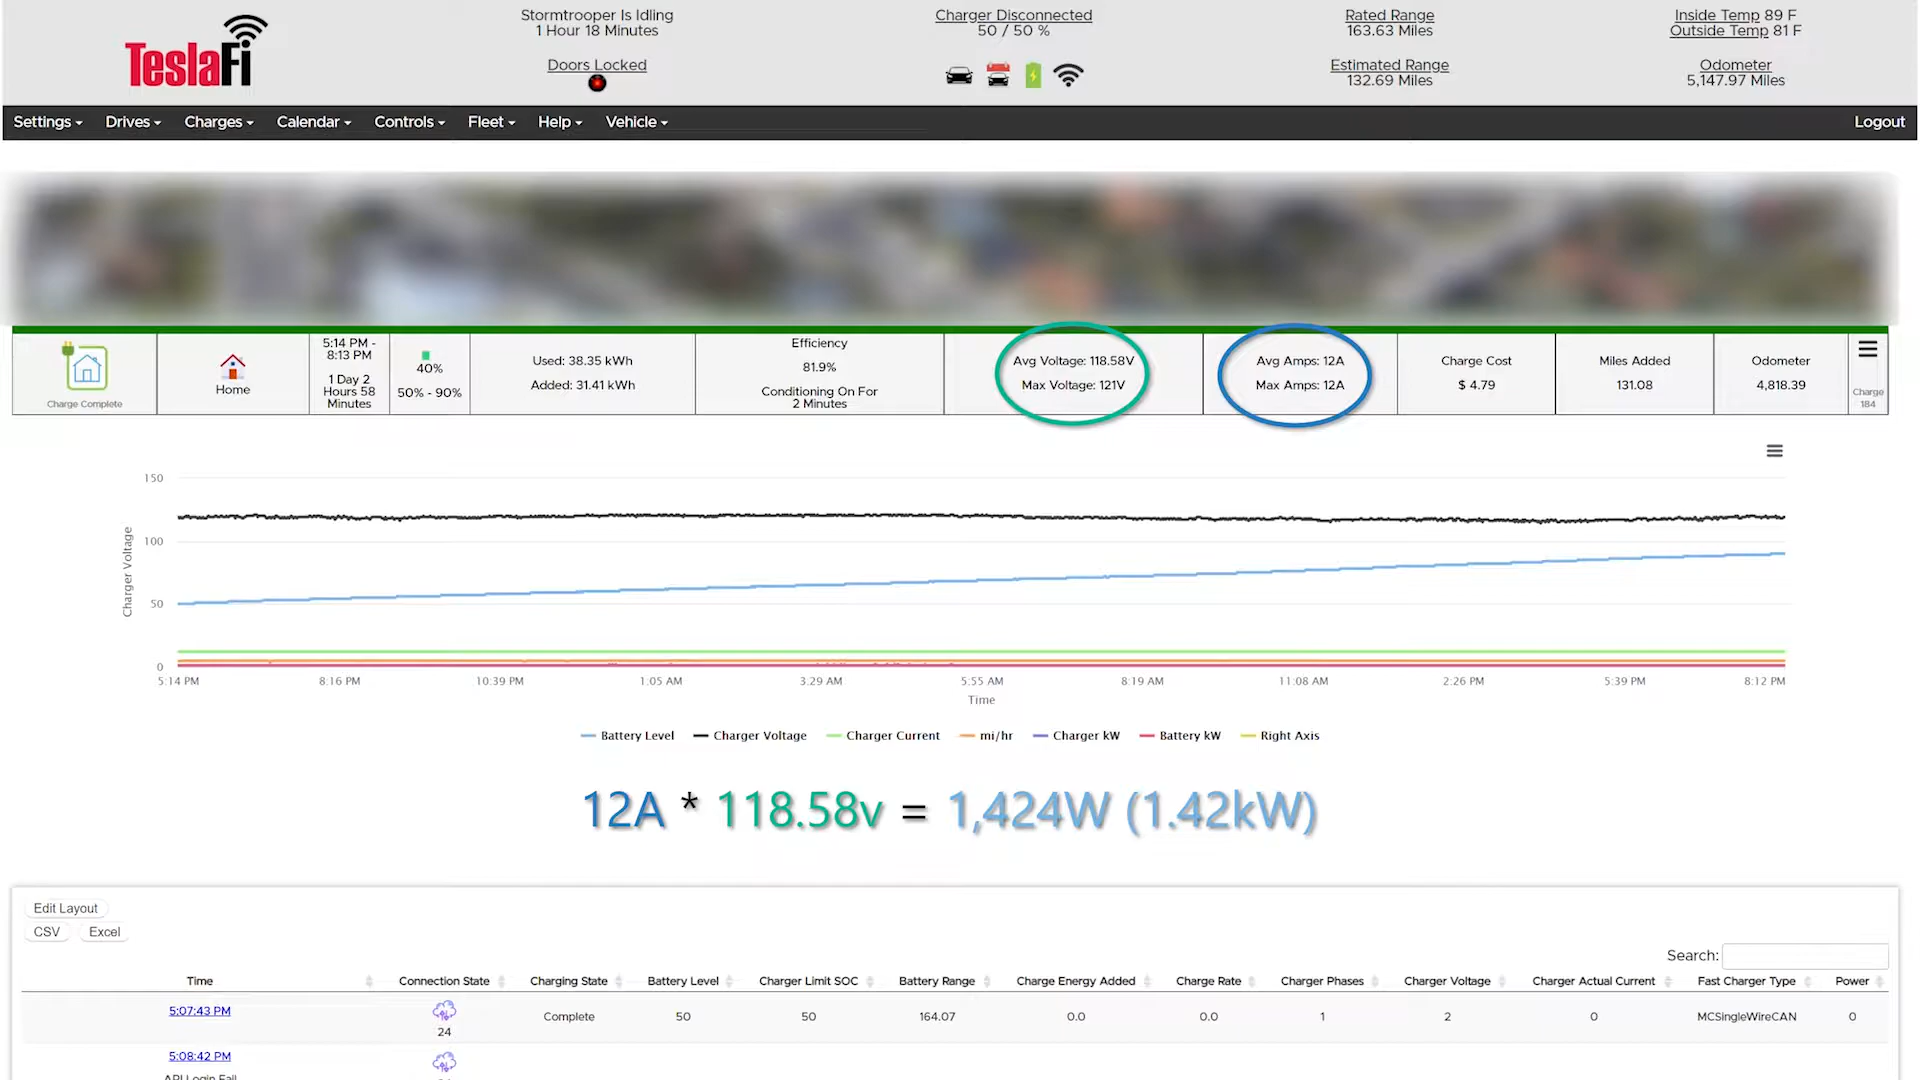 TeslaFi
Stormtrooper Is Idling
1 Hour 18 Minutes
Doors Locked
Charger Disconnected
50 / 50 %
Rated Range
163.63 Miles
Estimated Range
132.69 Miles
Inside Temp 89 F
Outside Temp 81 F
Odometer
5,147.97 Miles
Settings Drives Charges Calendar Controls Fleet Help Vehicle Logout
Charge Complete
Home
5:14 PM -
8:13 PM
1 Day 2
Hours 58
Minutes
40%
50% - 90%
Used: 38.35 kWh
Added: 31.41 kWh
Efficiency
81.9%
Conditioning On For
2 Minutes
Avg Voltage: 118.58V
Max Voltage: 121V
Avg Amps: 12A
Max Amps: 12A
Charge Cost
$ 4.79
Miles Added
131.08
Odometer
4,818.39
Charge
184
Charger Voltage
150
100
50
0
5:14 PM 8:16 PM 10:39 PM 1:05 AM 3:29 AM 5:55 AM 8:19 AM 11:08 AM 2:26 PM 5:39 PM 8:12 PM
Time
Battery Level Charger Voltage Charger Current mi/hr Charger kW Battery kW Right Axis
12A * 118.58v = 1,424W (1.42kW)
Edit Layout
CSV Excel
Search:
Time Connection State Charging State Battery Level Charger Limit SOC Battery Range Charge Energy Added Charge Rate Charger Phases Charger Voltage Charger Actual Current Fast Charger Type Power
5:07:43 PM 24 Complete 50 50 164.07 0.0 0.0 1 2 0 MCSingleWireCAN 0
5:08:42 PM
API Login Fail